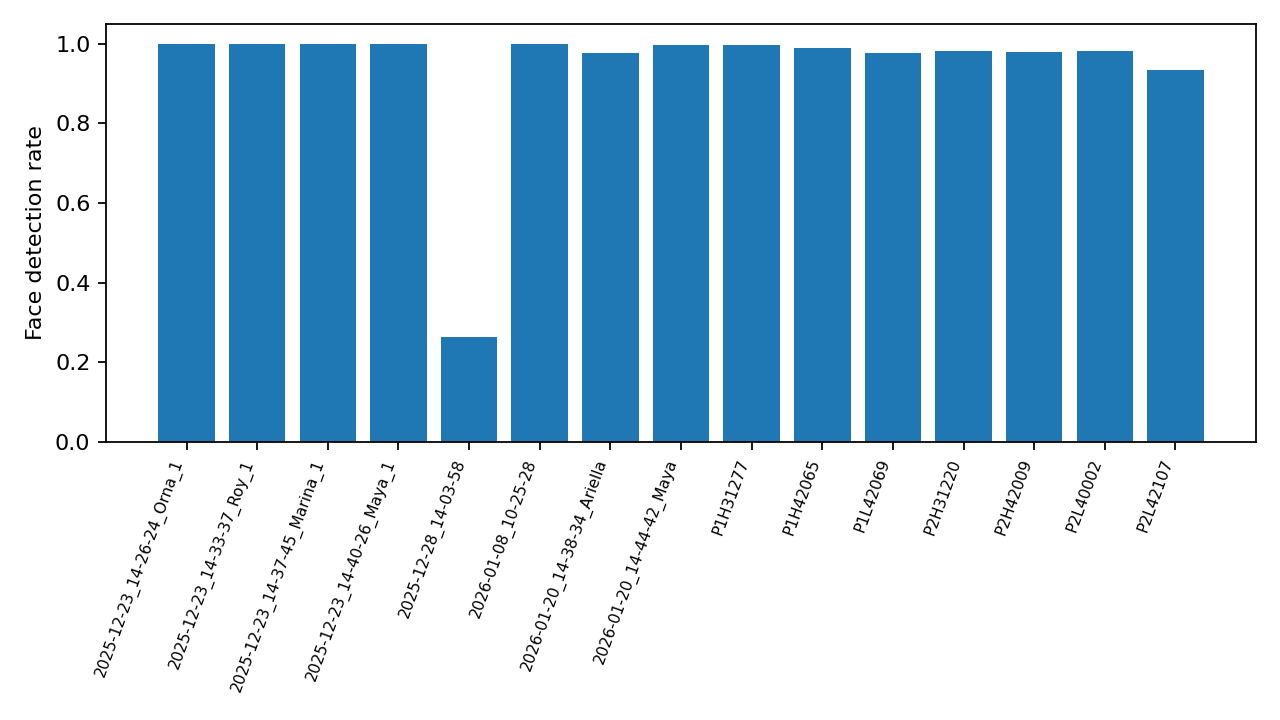 Face detection rate
1.0
0.8
0.6
0.4
0.2
0.0
2025-12-23_14-26-24_Orna_1
2025-12-23_14-33-37_Roy_1
2025-12-23_14-37-45_Marina_1
2025-12-23_14-40-26_Maya_1
2025-12-28_14-03-58
2026-01-08_10-25-28
2026-01-20_14-38-34_Ariella
2026-01-20_14-44-42_Maya
P1H31277
P1H42065
P1L42069
P2H31220
P2H42009
P2L40002
P2L42107